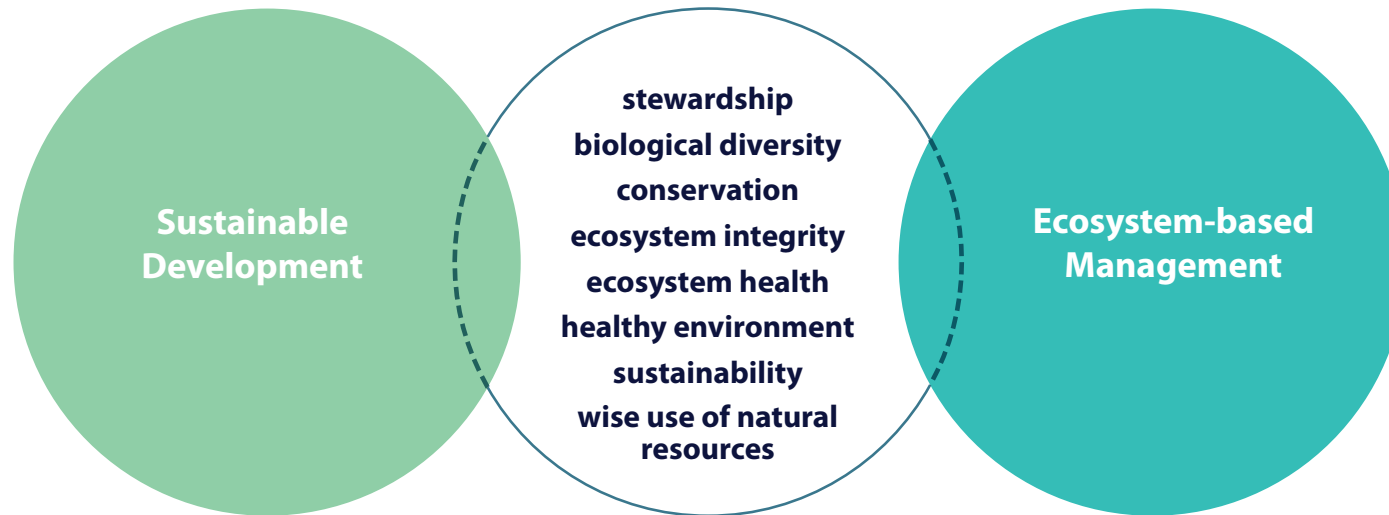 Sustainable
Development
stewardship
biological diversity
conservation
ecosystem integrity
ecosystem health
healthy environment
sustainability
wise use of natural
resources
Ecosystem-based
Management